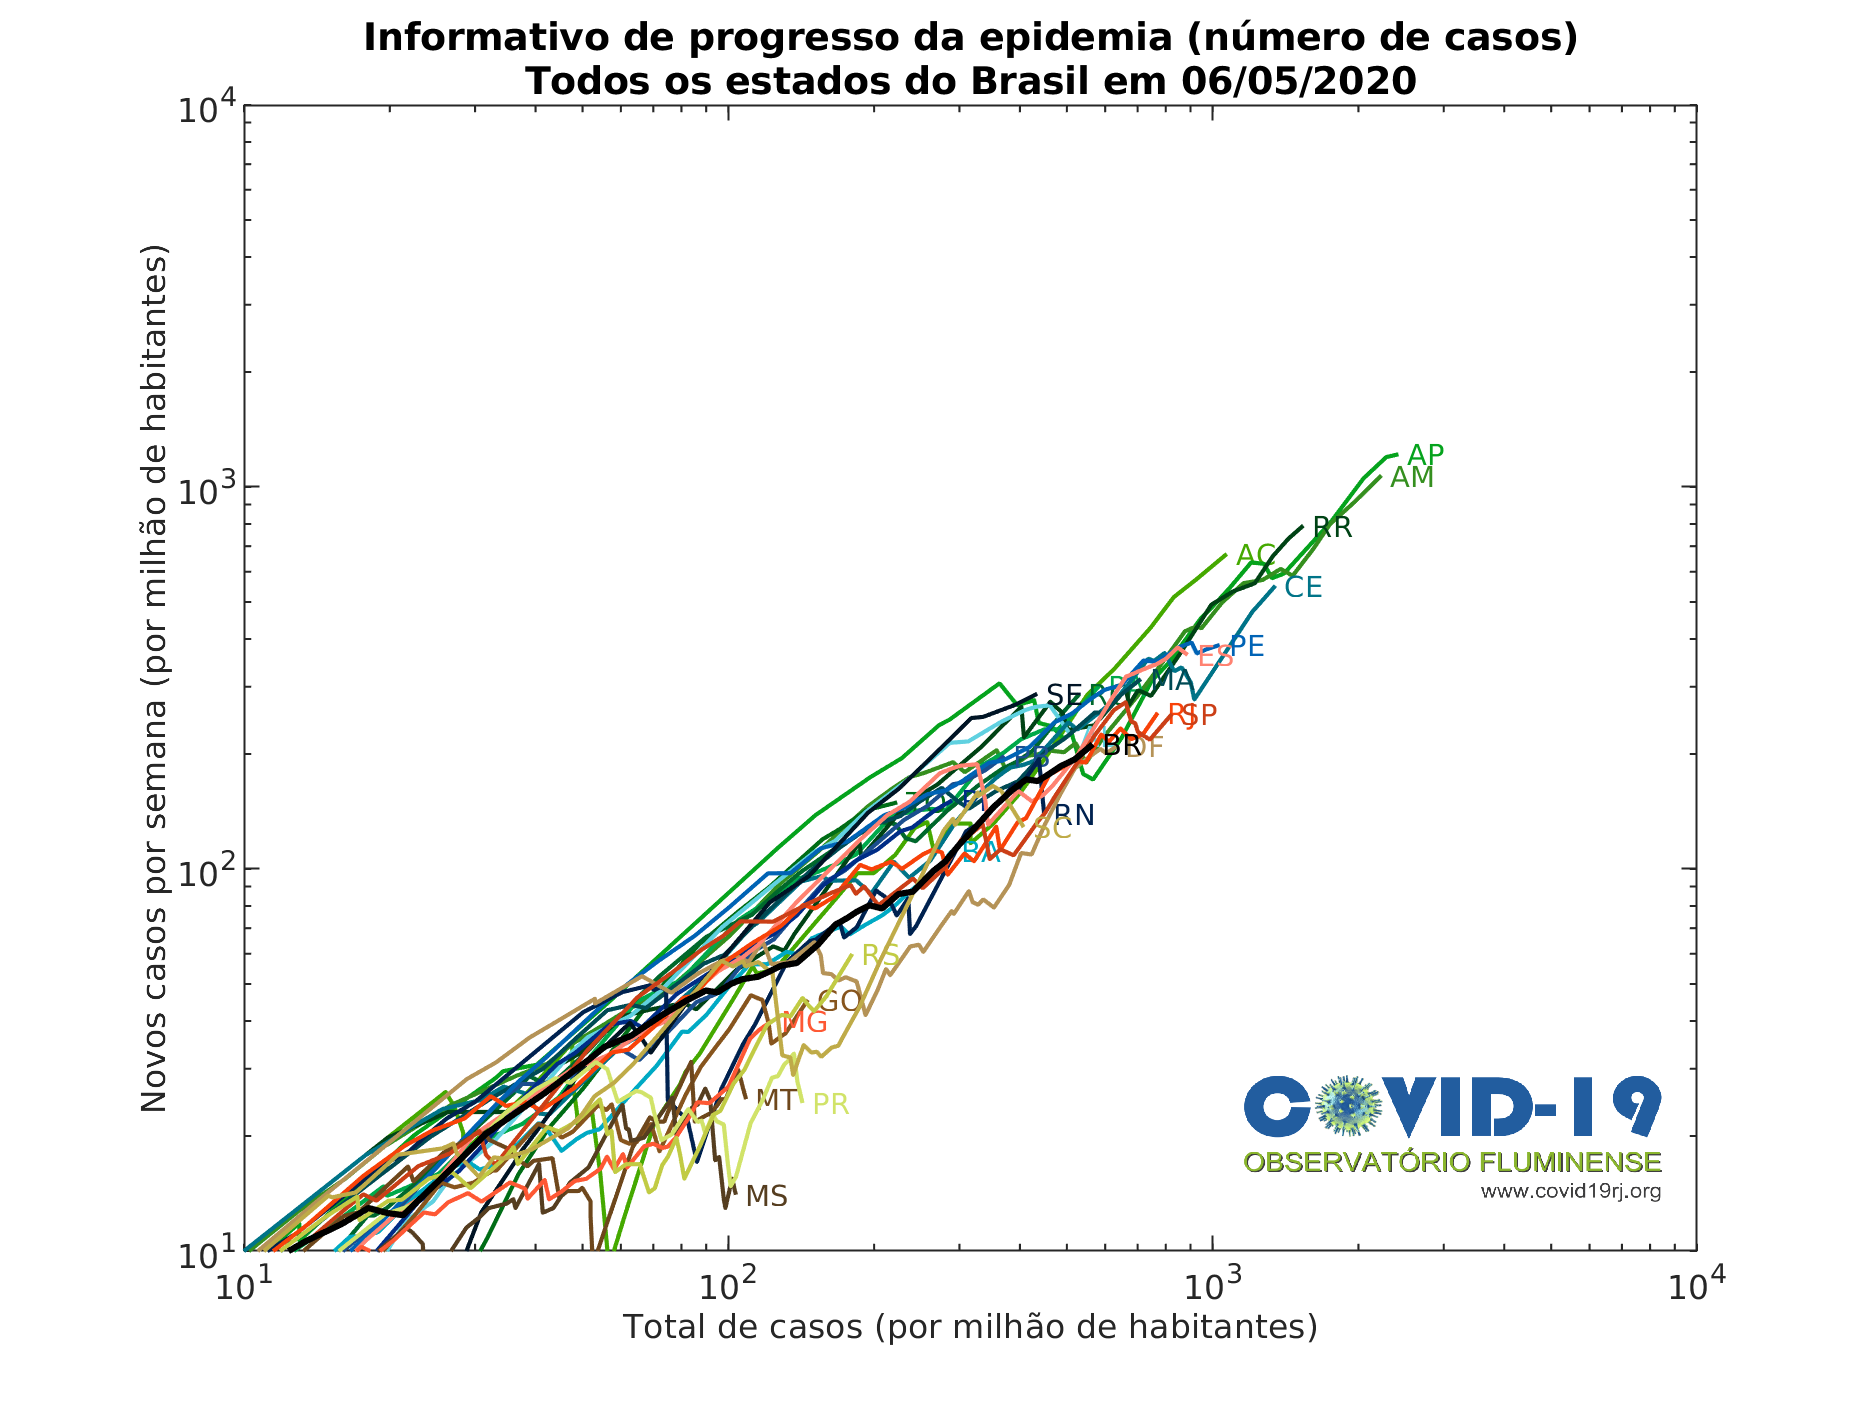 Informativo de progresso da epidemia (número de casos)
Todos os estados do Brasil em 06/05/2020
Novos casos por semana (por milhão de habitantes)
10^4
10^3
10^2
10^1
AP
AM
RR
AC
CE
PE
ES
MA
SE
RJ
SP
BR
DF
PB
RN
SC
BA
RS
GO
MG
MT
PR
MS
COVID-19
OBSERVATÓRIO FLUMINENSE
www.covid19rj.org
10^1
10^2
10^3
10^4
Total de casos (por milhão de habitantes)